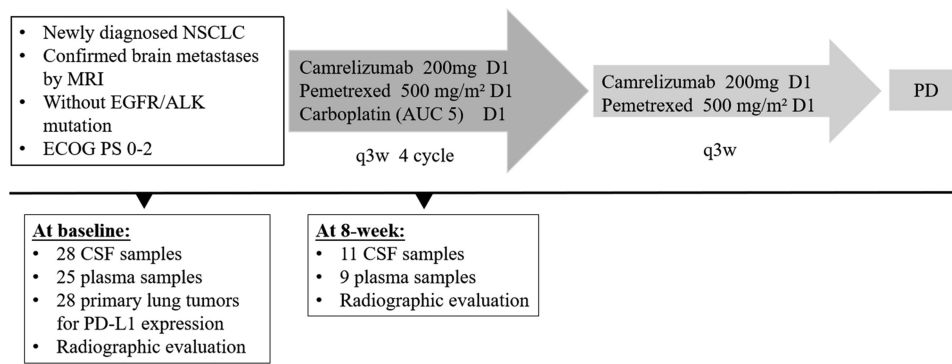 • Newly diagnosed NSCLC
• Confirmed brain metastases
by MRI
• Without EGFR/ALK
mutation
• ECOG PS 0-2
Camrelizumab 200mg D1
Pemetrexed 500 mg/m² D1
Carboplatin (AUC 5) D1
q3w 4 cycle
Camrelizumab 200mg D1
Pemetrexed 500 mg/m² D1
q3w
PD
At baseline:
• 28 CSF samples
• 25 plasma samples
• 28 primary lung tumors
for PD-L1 expression
• Radiographic evaluation
At 8-week:
• 11 CSF samples
• 9 plasma samples
• Radiographic evaluation